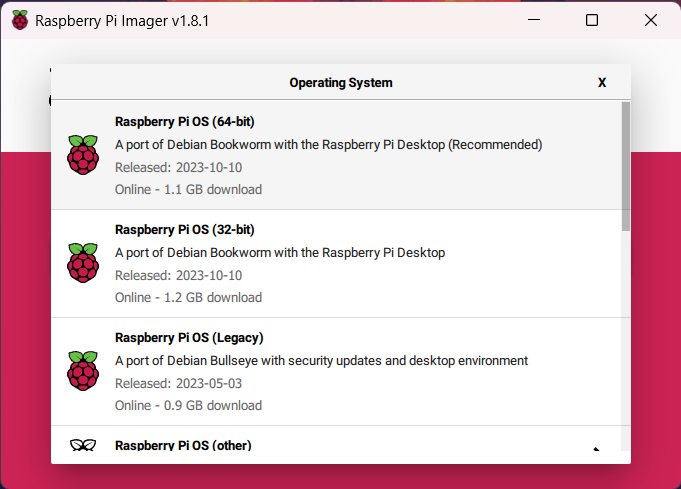 Raspberry Pi Imager v1.8.1
Operating System
X
Raspberry Pi OS (64-bit)
A port of Debian Bookworm with the Raspberry Pi Desktop (Recommended)
Released: 2023-10-10
Online - 1.1 GB download
Raspberry Pi OS (32-bit)
A port of Debian Bookworm with the Raspberry Pi Desktop
Released: 2023-10-10
Online - 1.2 GB download
Raspberry Pi OS (Legacy)
A port of Debian Bullseye with security updates and desktop environment
Released: 2023-05-03
Online - 0.9 GB download
Raspberry Pi OS (other)